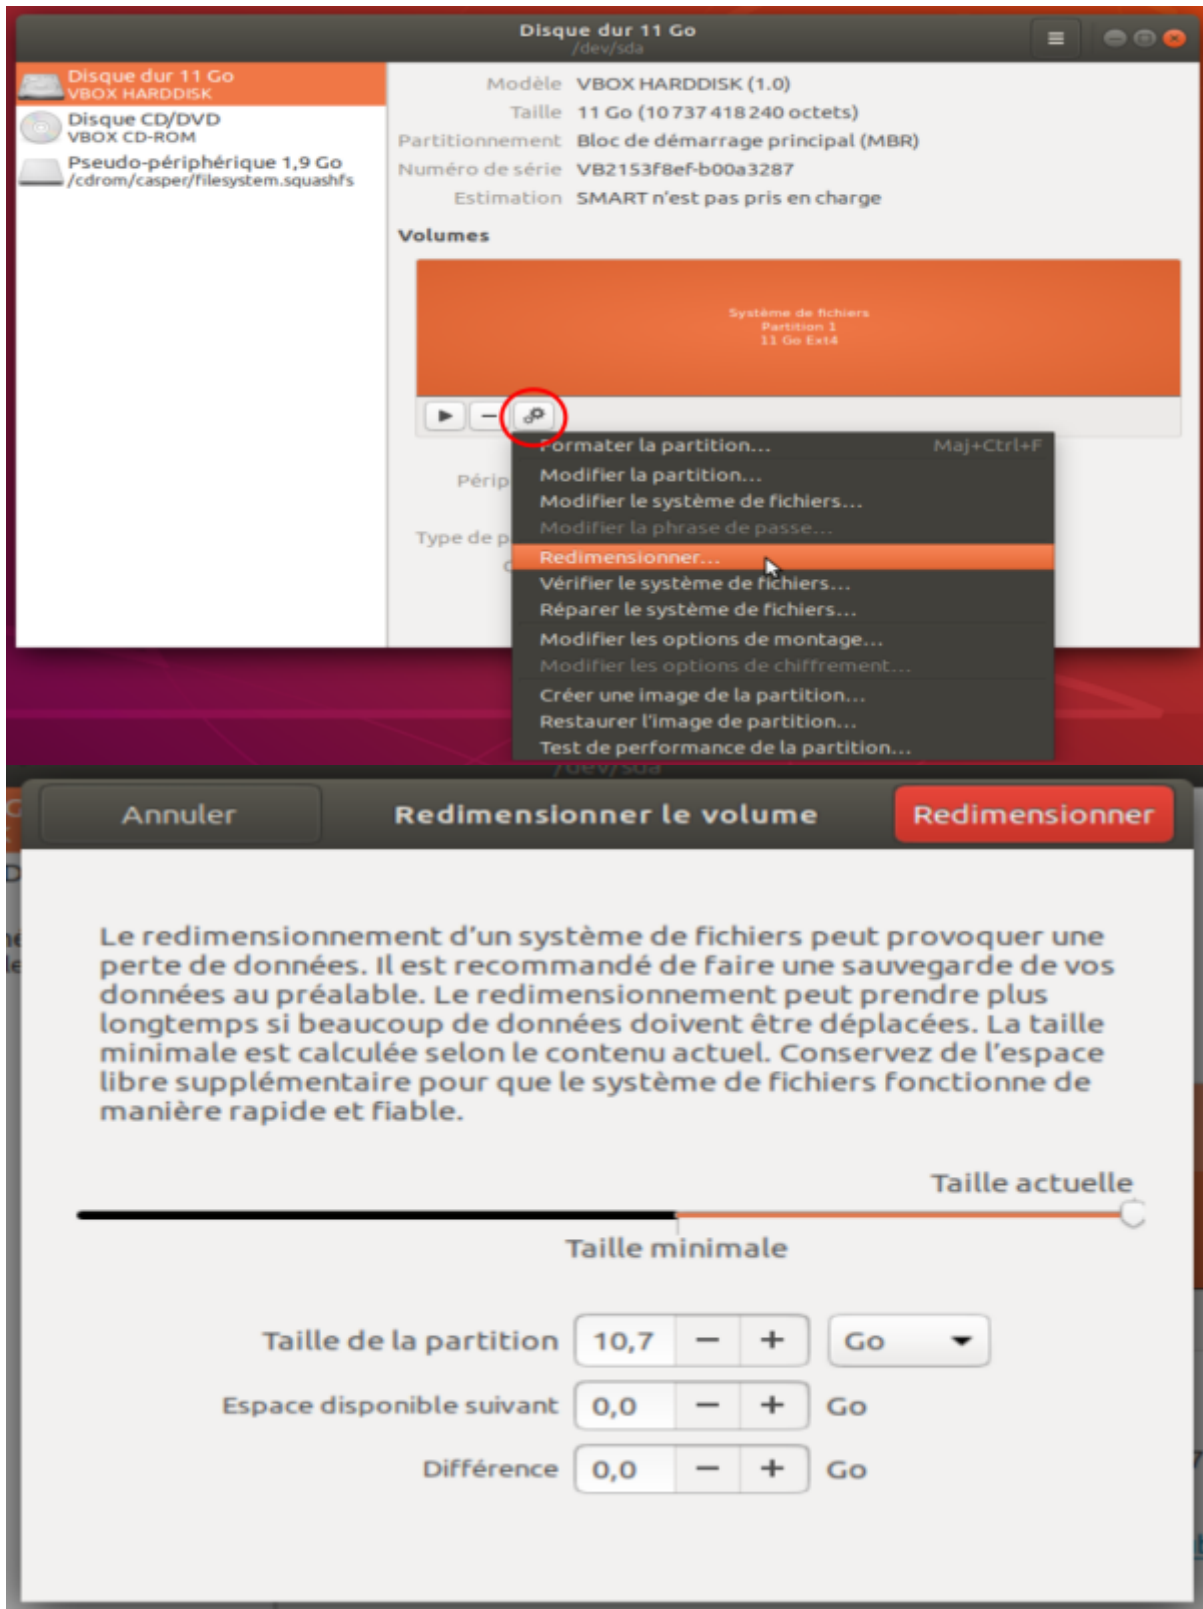 Disque dur 11 Go
/dev/sda
Disque dur 11 Go
VBOX HARDDISK
Disque CD/DVD
VBOX CD-ROM
Pseudo-périphérique 1,9 Go
/cdrom/casper/filesystem.squashfs
Modèle VBOX HARDDISK (1.0)
Taille 11 Go (10 737 418 240 octets)
Partitionnement Bloc de démarrage principal (MBR)
Numéro de série VB2153f8ef-b00a3287
Estimation SMART n'est pas pris en charge
Volumes
Système de fichiers
Partition 1
11 Go Ext4
Formater la partition... Maj+Ctrl+F
Périp
Modifier la partition...
Modifier le système de fichiers...
Modifier la phrase de passe...
Type de p
Redimensionner...
Vérifier le système de fichiers...
Réparer le système de fichiers...
Modifier les options de montage...
Modifier les options de chiffrement...
Créer une image de la partition...
Restaurer l'image de partition...
Test de performance de la partition...
/dev/sda
Annuler Redimensionner le volume Redimensionner
Le redimensionnement d'un système de fichiers peut provoquer une
perte de données. Il est recommandé de faire une sauvegarde de vos
données au préalable. Le redimensionnement peut prendre plus
longtemps si beaucoup de données doivent être déplacées. La taille
minimale est calculée selon le contenu actuel. Conservez de l'espace
libre supplémentaire pour que le système de fichiers fonctionne de
manière rapide et fiable.
Taille actuelle
Taille minimale
Taille de la partition 10,7 − + Go
Espace disponible suivant 0,0 − + Go
Différence 0,0 − + Go